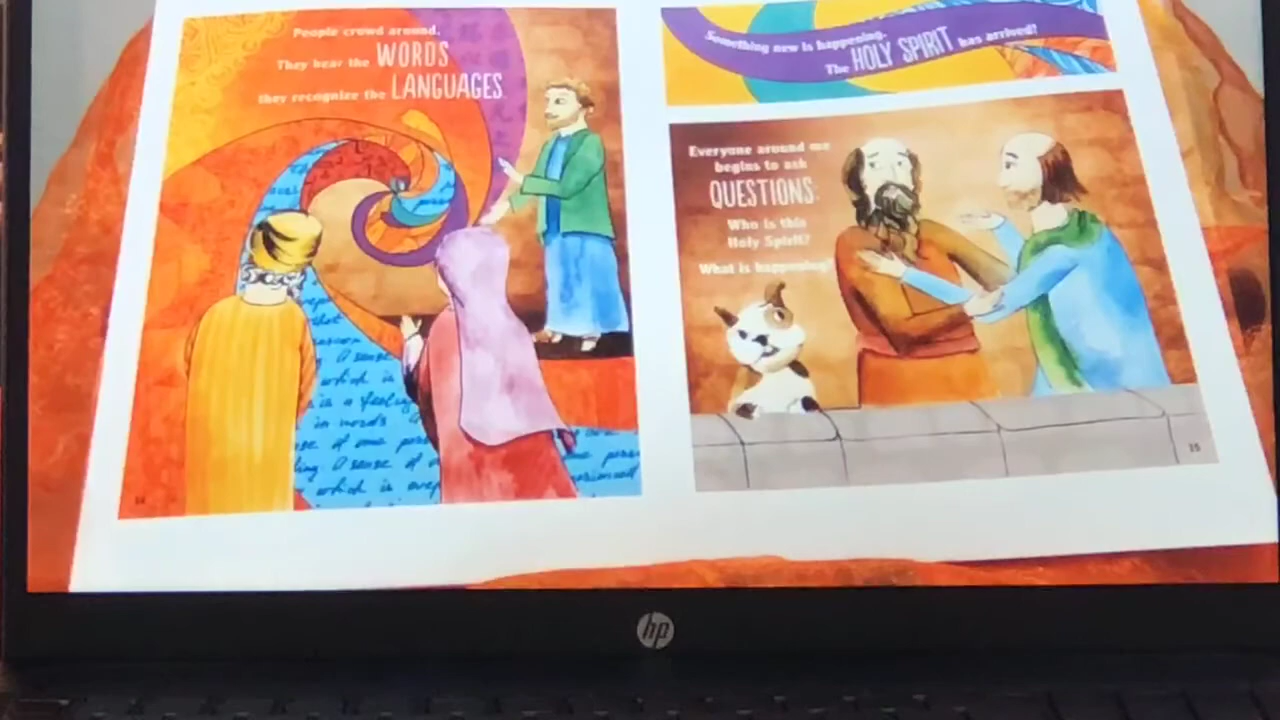 People crowd around.
They hear the WORDS
they recognize the LANGUAGES
Something new is happening.
The HOLY SPIRIT has arrived!
Everyone around me
begins to ask
QUESTIONS:
Who is this
Holy Spirit?
What is happening?
15
hp